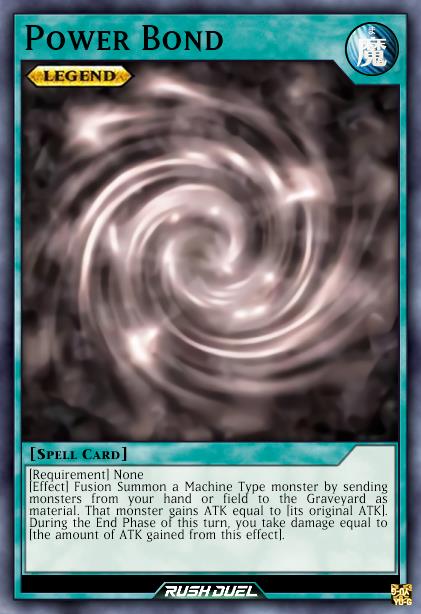 Power Bond
ま
魔
LEGEND
[Spell Card]
[Requirement] None
[Effect] Fusion Summon a Machine Type monster by sending
monsters from your hand or field to the Graveyard as
material. That monster gains ATK equal to [its original ATK].
During the End Phase of this turn, you take damage equal to
[the amount of ATK gained from this effect].
RUSH DUEL